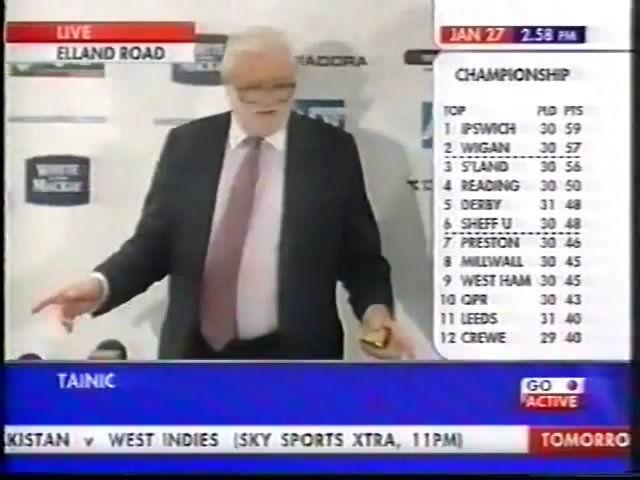 LIVE
ELLAND ROAD
JAN 27 2.58 PM
CHAMPIONSHIP
TOP PLD PTS
1 IPSWICH 30 59
2 WIGAN 30 57
3 S'LAND 30 56
4 READING 30 50
5 DERBY 31 48
6 SHEFF U 30 48
7 PRESTON 30 46
8 MILLWALL 30 45
9 WEST HAM 30 45
10 QPR 30 43
11 LEEDS 31 40
12 CREWE 29 40
DIADORA
WHYTE
AND
MACKAY
TAINIC
GO
ACTIVE
KISTAN v WEST INDIES (SKY SPORTS XTRA, 11PM)
TOMORRO